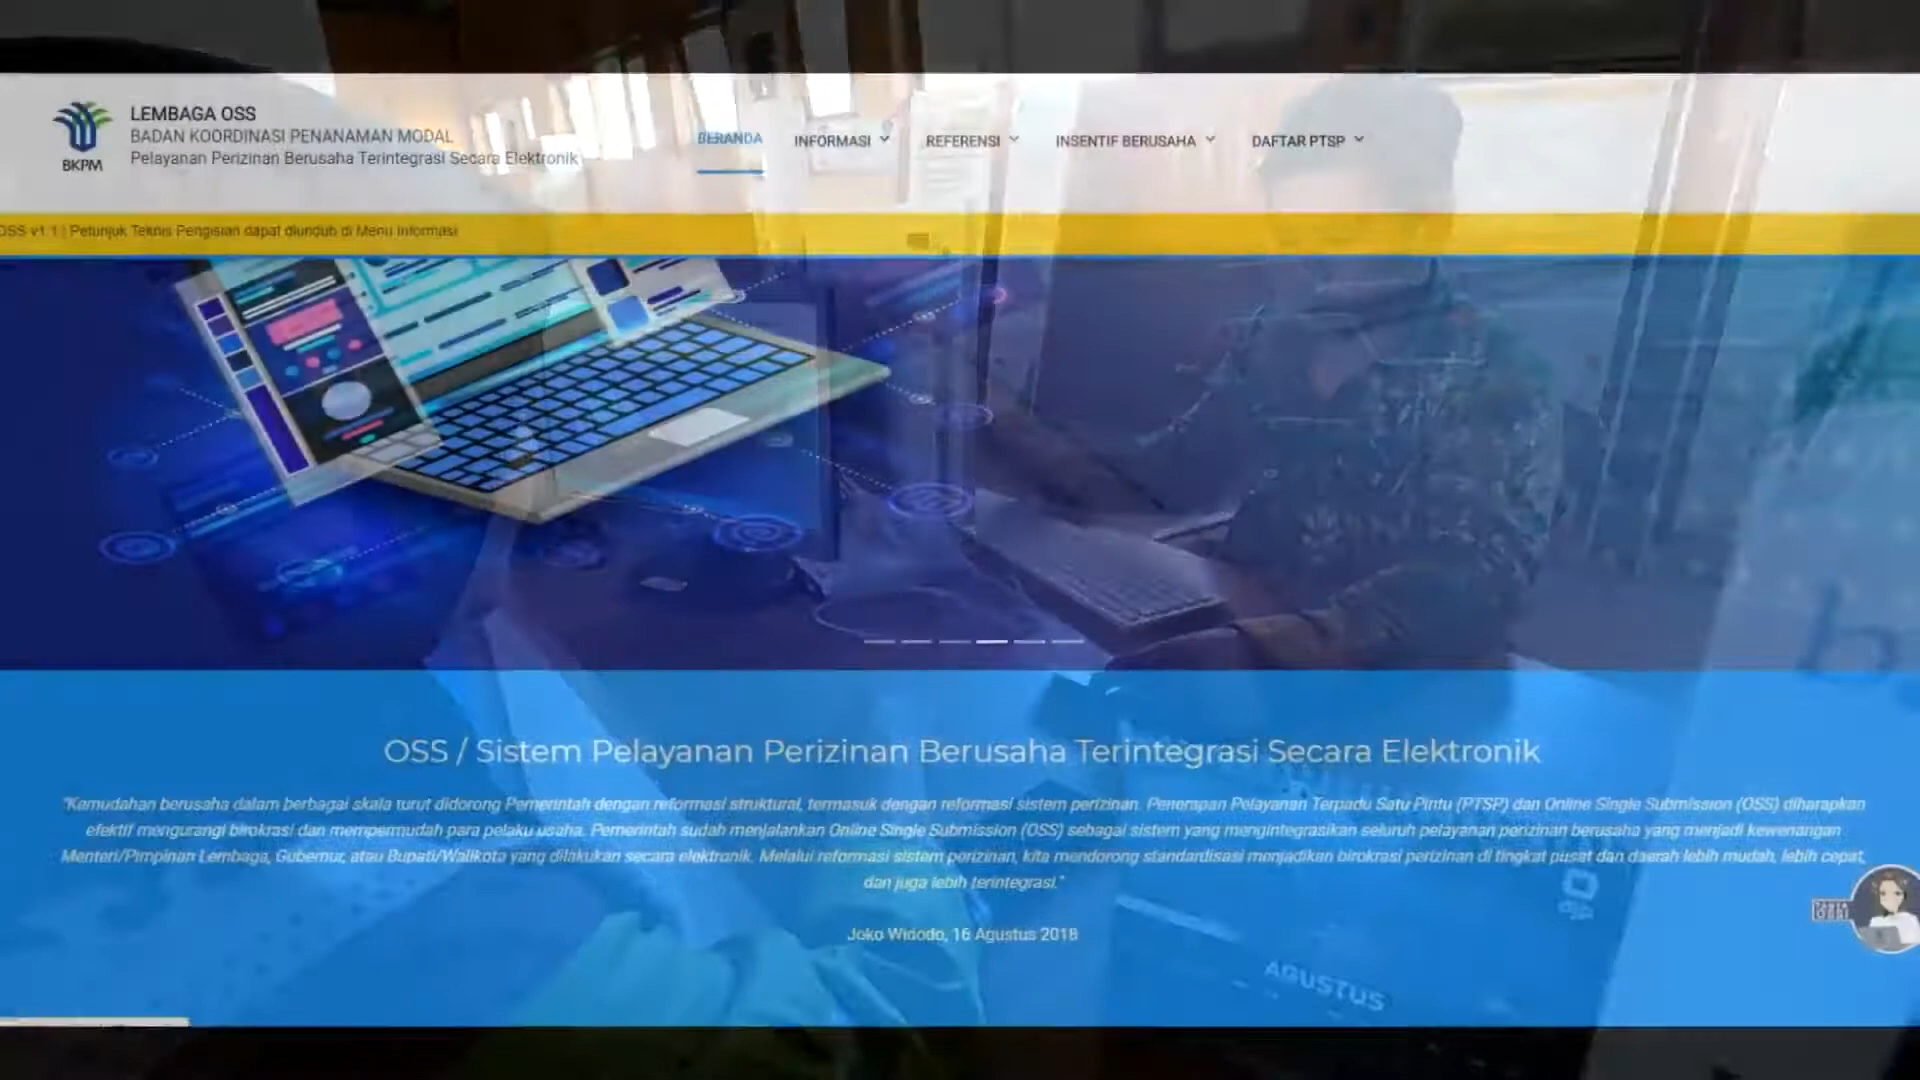 LEMBAGA OSS
BADAN KOORDINASI PENANAMAN MODAL
Pelayanan Perizinan Berusaha Terintegrasi Secara Elektronik
BKPM
BERANDA
INFORMASI
REFERENSI
INSENTIF BERUSAHA
DAFTAR PTSP
OSS v1.1 | Petunjuk Teknis Pengisian dapat diunduh di Menu Informasi
OSS / Sistem Pelayanan Perizinan Berusaha Terintegrasi Secara Elektronik
"Kemudahan berusaha dalam berbagai skala turut didorong Pemerintah dengan reformasi struktural, termasuk dengan reformasi sistem perizinan. Penerapan Pelayanan Terpadu Satu Pintu (PTSP) dan Online Single Submission (OSS) diharapkan
efektif mengurangi birokrasi dan mempermudah para pelaku usaha. Pemerintah sudah menjalankan Online Single Submission (OSS) sebagai sistem yang mengintegrasikan seluruh pelayanan perizinan berusaha yang menjadi kewenangan
Menteri/Pimpinan Lembaga, Gubernur, atau Bupati/Walikota yang dilakukan secara elektronik. Melalui reformasi sistem perizinan, kita mendorong standardisasi menjadikan birokrasi perizinan di tingkat pusat dan daerah lebih mudah, lebih cepat,
dan juga lebih terintegrasi."
Joko Widodo, 16 Agustus 2018
AGUSTUS